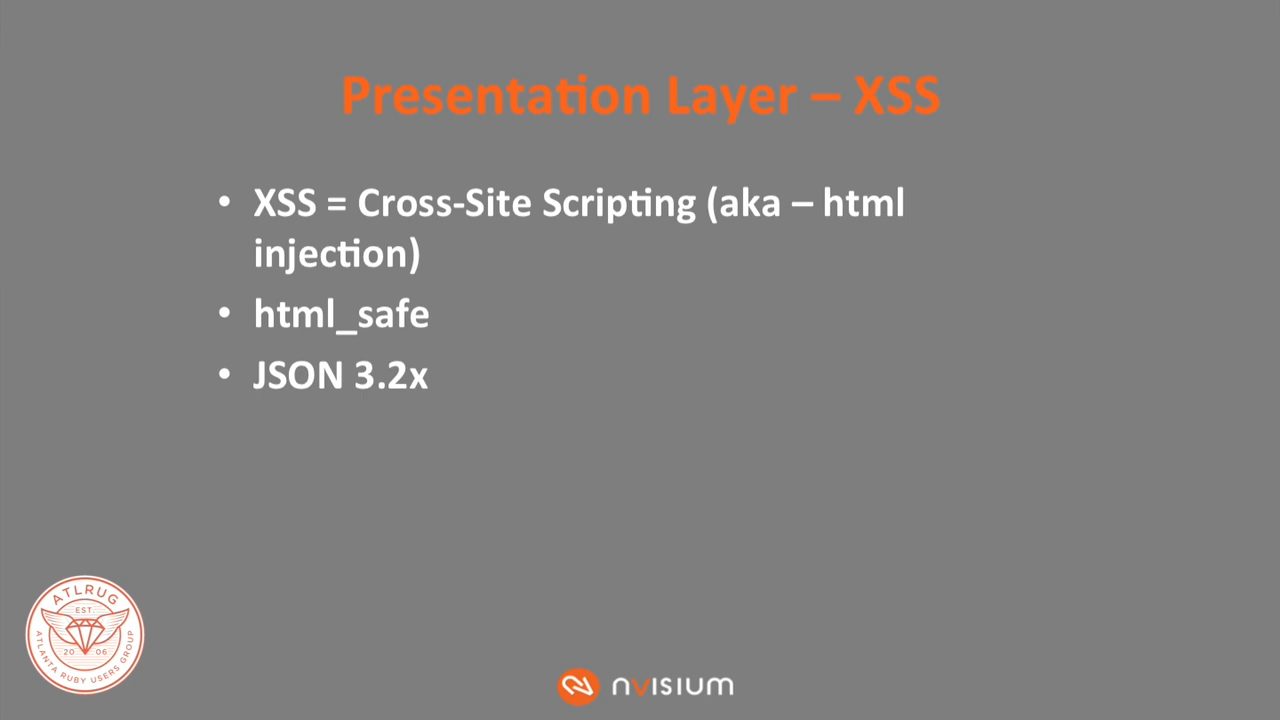 Presentation Layer – XSS
• XSS = Cross-Site Scripting (aka – html
injection)
• html_safe
• JSON 3.2x
ATLRUG
EST.
20 06
ATLANTA RUBY USERS GROUP
nVISIUM